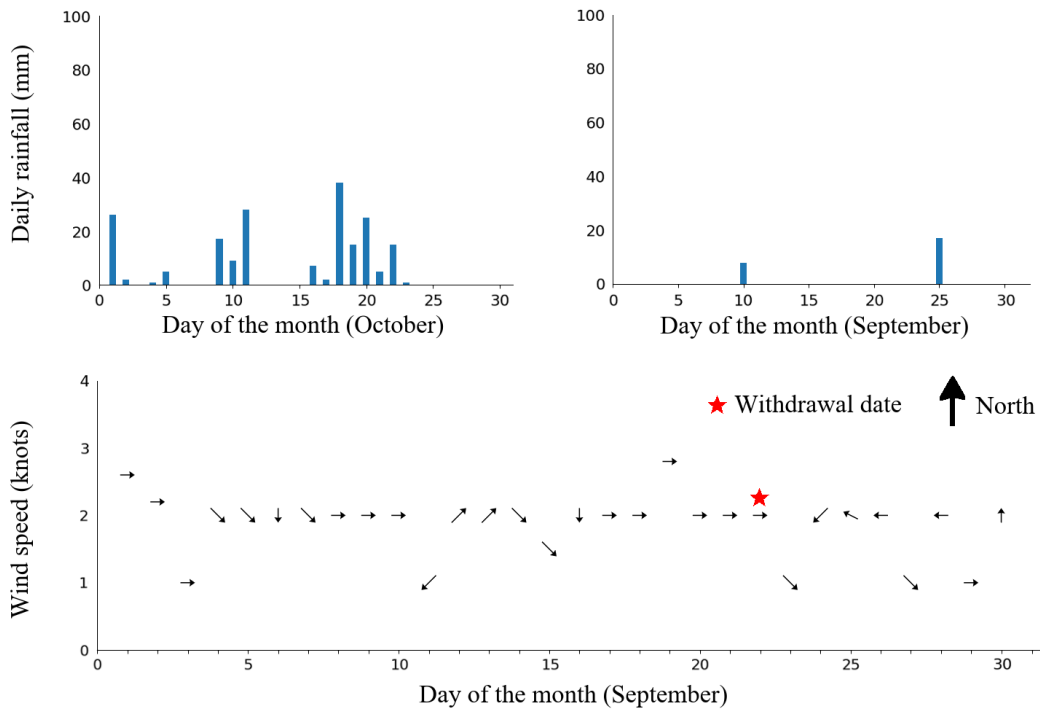 Daily rainfall (mm)
100
80
60
40
20
0
0 5 10 15 20 25 30
Day of the month (October)
100
80
60
40
20
0
0 5 10 15 20 25 30
Day of the month (September)
Wind speed (knots)
4
3
2
1
0
Withdrawal date
North
0 5 10 15 20 25 30
Day of the month (September)